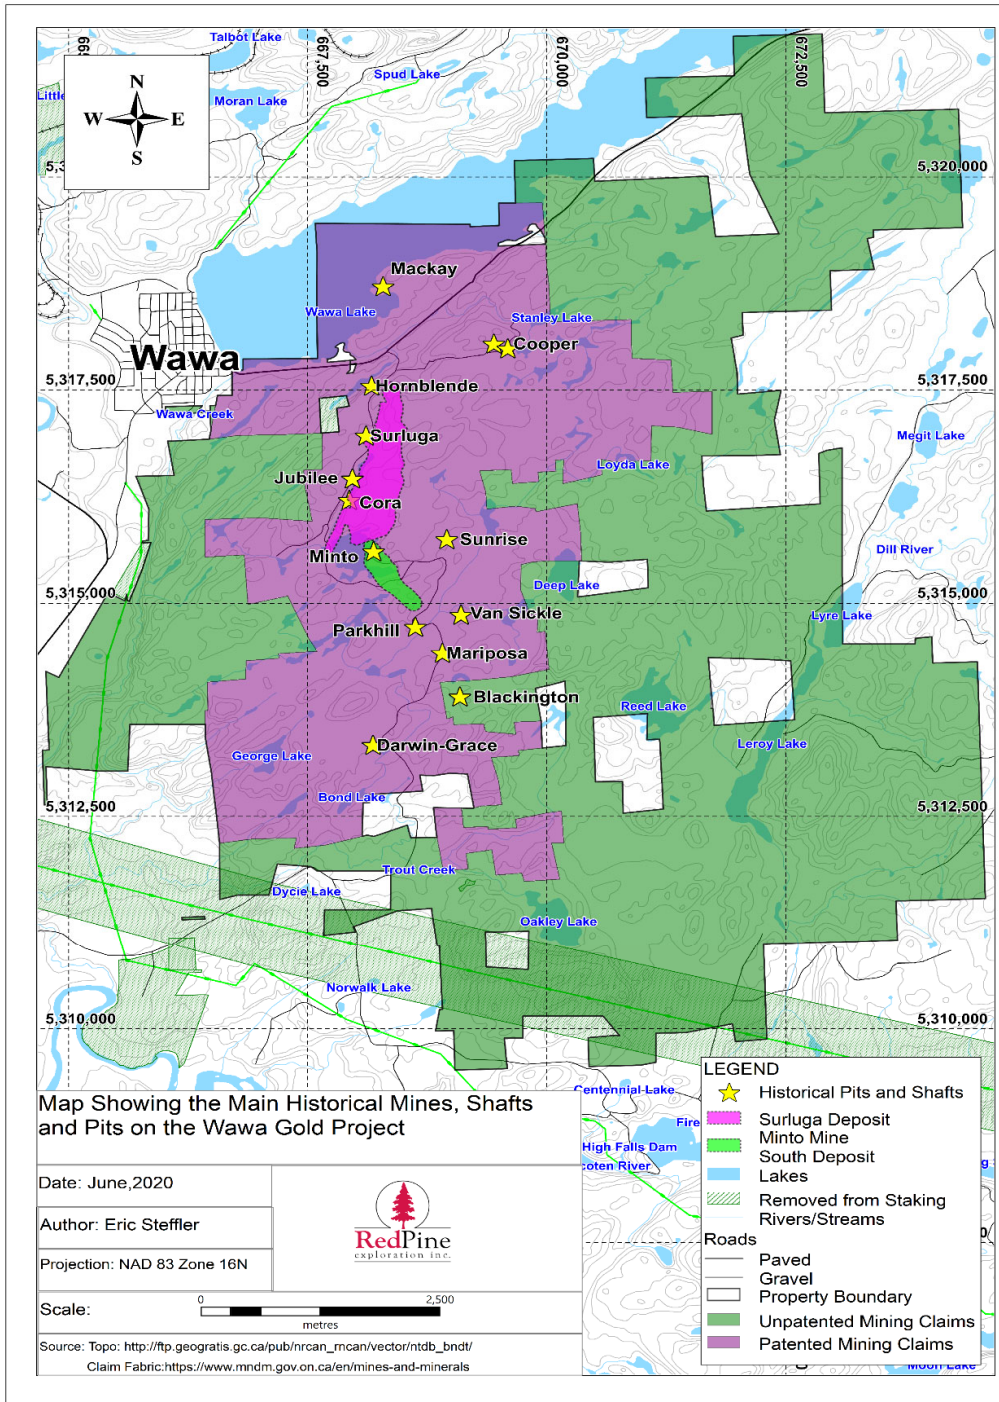 Talbot Lake
667,500
670,000
672,500
Spud Lake
Moran Lake
N
W E
S
5,320,000
Mackay
Wawa Lake
Stanley Lake
Cooper
Wawa
5,317,500
Hornblende
5,317,500
Wawa Creek
Surluga
Megit Lake
Loyda Lake
Jubilee
Cora
Sunrise
Dill River
Minto
Deep Lake
5,315,000
5,315,000
Van Sickle
Lyre Lake
Parkhill
Mariposa
Blackington
Reed Lake
Darwin-Grace
Leroy Lake
George Lake
Bond Lake
5,312,500
5,312,500
Trout Creek
Dycie Lake
Oakley Lake
Norwalk Lake
5,310,000
5,310,000
Centennial Lake
High Falls Dam
Map Showing the Main Historical Mines, Shafts
and Pits on the Wawa Gold Project
Date: June,2020
Author: Eric Steffler
Projection: NAD 83 Zone 16N
RedPine
exploration inc.
Scale:
0 2,500
metres
Source: Topo: http://ftp.geogratis.gc.ca/pub/nrcan_rncan/vector/ntdb_bndt/
Claim Fabric:https://www.mndm.gov.on.ca/en/mines-and-minerals
LEGEND
Historical Pits and Shafts
Surluga Deposit
Minto Mine
South Deposit
Lakes
Removed from Staking
Rivers/Streams
Roads
Paved
Gravel
Property Boundary
Unpatented Mining Claims
Patented Mining Claims